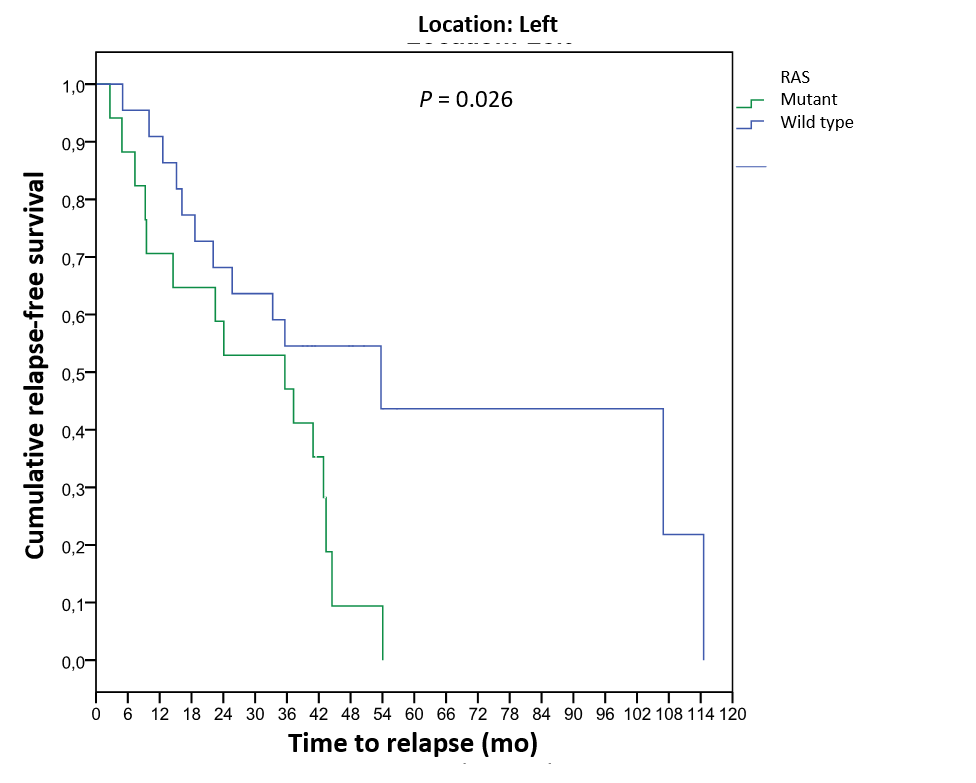 Location: Left
P = 0.026
RAS
Mutant
Wild type
Cumulative relapse-free survival
1,0
0,9
0,8
0,7
0,6
0,5
0,4
0,3
0,2
0,1
0,0
0 6 12 18 24 30 36 42 48 54 60 66 72 78 84 90 96 102 108 114 120
Time to relapse (mo)